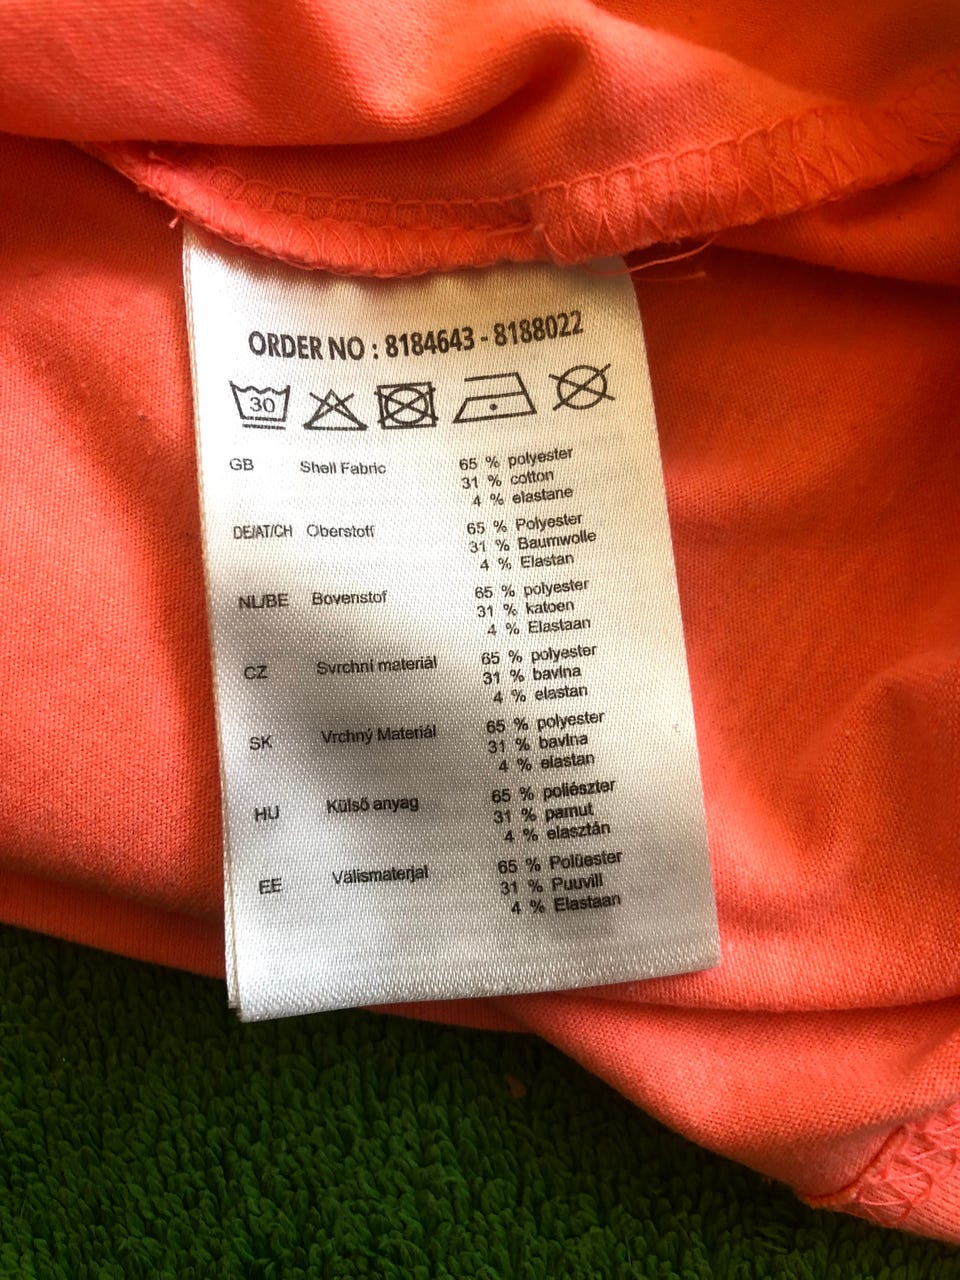 ORDER NO : 8184643 - 8188022
30
GB Shell Fabric 65 % polyester
31 % cotton
4 % elastane
DE/AT/CH Oberstoff 65 % Polyester
31 % Baumwolle
4 % Elastan
NL/BE Bovenstof 65 % polyester
31 % katoen
4 % Elastaan
CZ Svrchní materiál 65 % polyester
31 % bavlna
4 % elastan
SK Vrchný Materiál 65 % polyester
31 % bavlna
4 % elastan
HU Külső anyag 65 % poliészter
31 % pamut
4 % elasztán
EE Välismaterjal 65 % Polüester
31 % Puuvill
4 % Elastaan